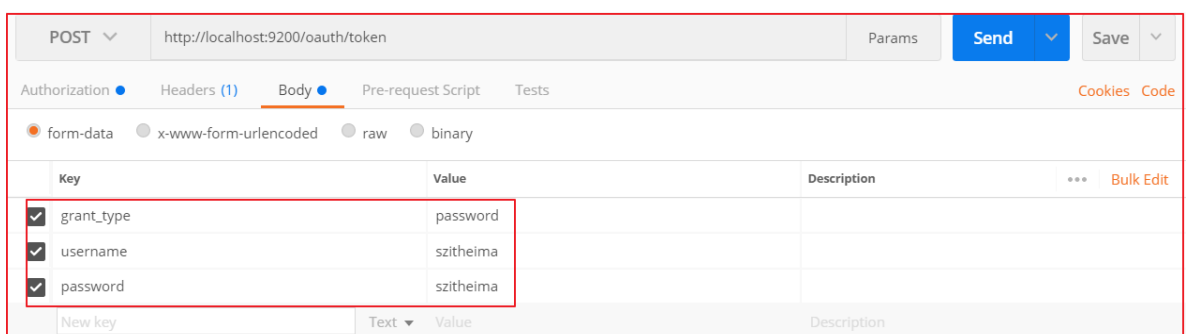 POST http://localhost:9200/oauth/token Params Send Save
Authorization Headers (1) Body Pre-request Script Tests Cookies Code
form-data x-www-form-urlencoded raw binary
Key Value Description Bulk Edit
grant_type password
username szitheima
password szitheima
New key Text Value Description